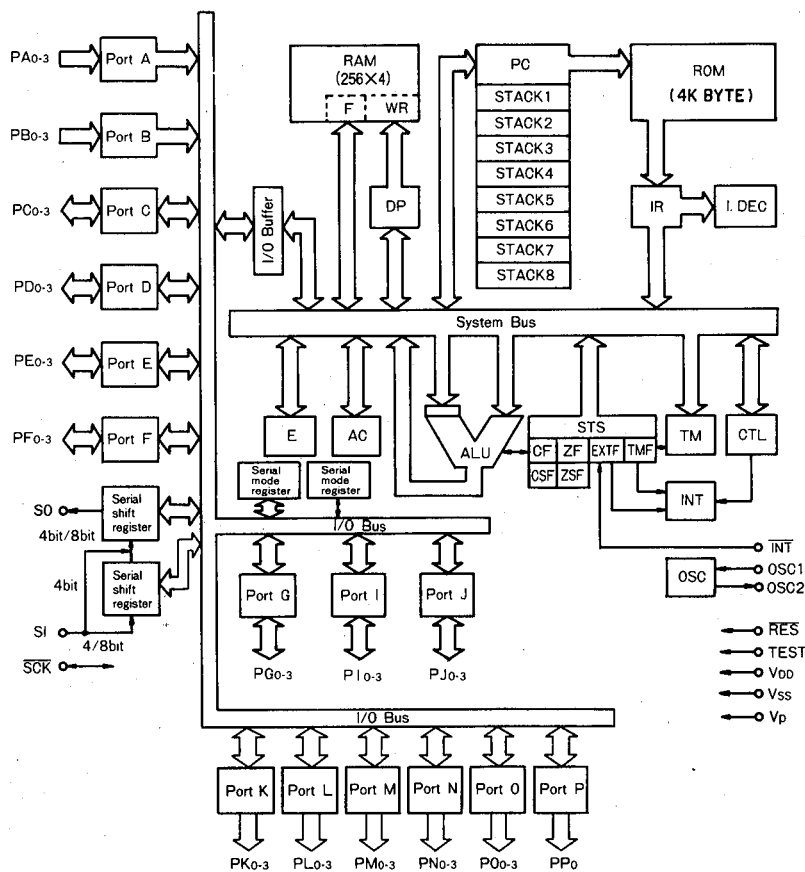 PA0-3
Port A
PB0-3
Port B
PC0-3
Port C
PD0-3
Port D
PE0-3
Port E
PF0-3
Port F
SO
Serial
shift
register
4bit/8bit
4bit
Serial
shift
register
SI
4/8bit
SCK
I/O Buffer
RAM
(256×4)
F
WR
DP
PC
STACK1
STACK2
STACK3
STACK4
STACK5
STACK6
STACK7
STACK8
ROM
(4K BYTE)
IR
I. DEC
System Bus
E
AC
ALU
STS
CF
ZF
EXTF
TMF
CSF
ZSF
TM
CTL
INT
Serial
mode
register
Serial
mode
register
I/O Bus
Port G
Port I
Port J
PG0-3
PI0-3
PJ0-3
OSC
INT
OSC1
OSC2
RES
TEST
VDD
VSS
Vp
I/O Bus
Port K
Port L
Port M
Port N
Port O
Port P
PK0-3
PL0-3
PM0-3
PN0-3
PO0-3
PP0